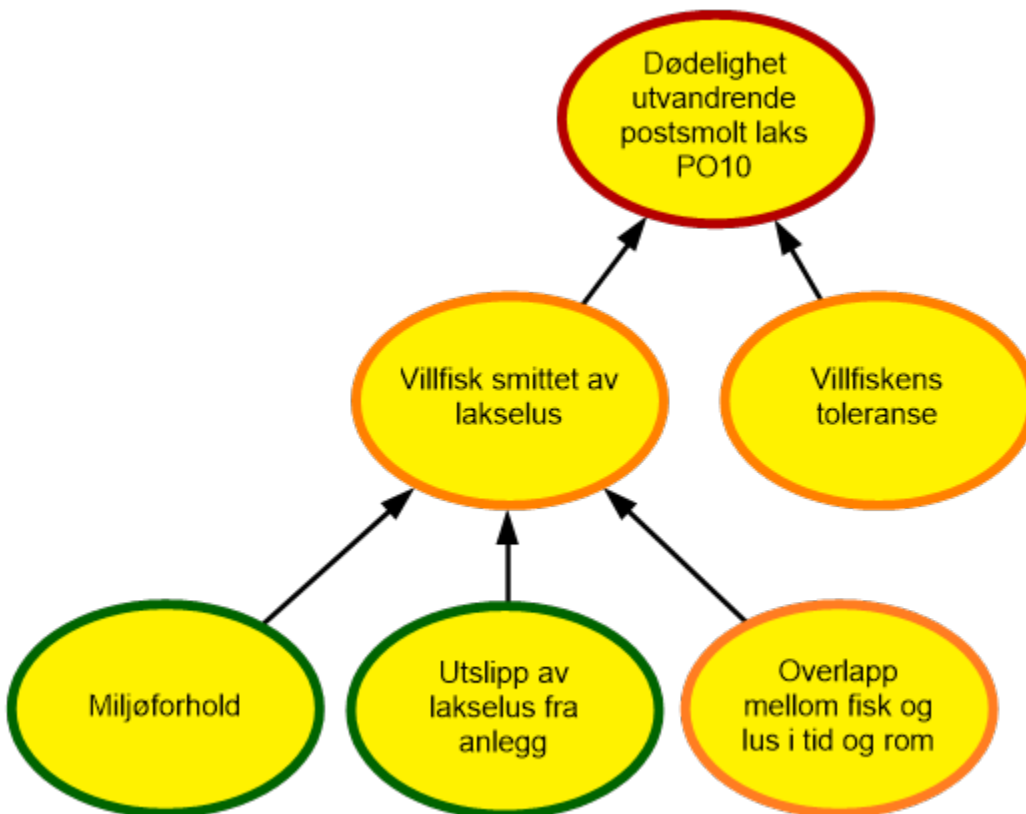 Dødelighet
utvandrende
postsmolt laks
PO10
Villfisk smittet av
lakselus
Villfiskens
toleranse
Miljøforhold
Utslipp av
lakselus fra
anlegg
Overlapp
mellom fisk og
lus i tid og rom